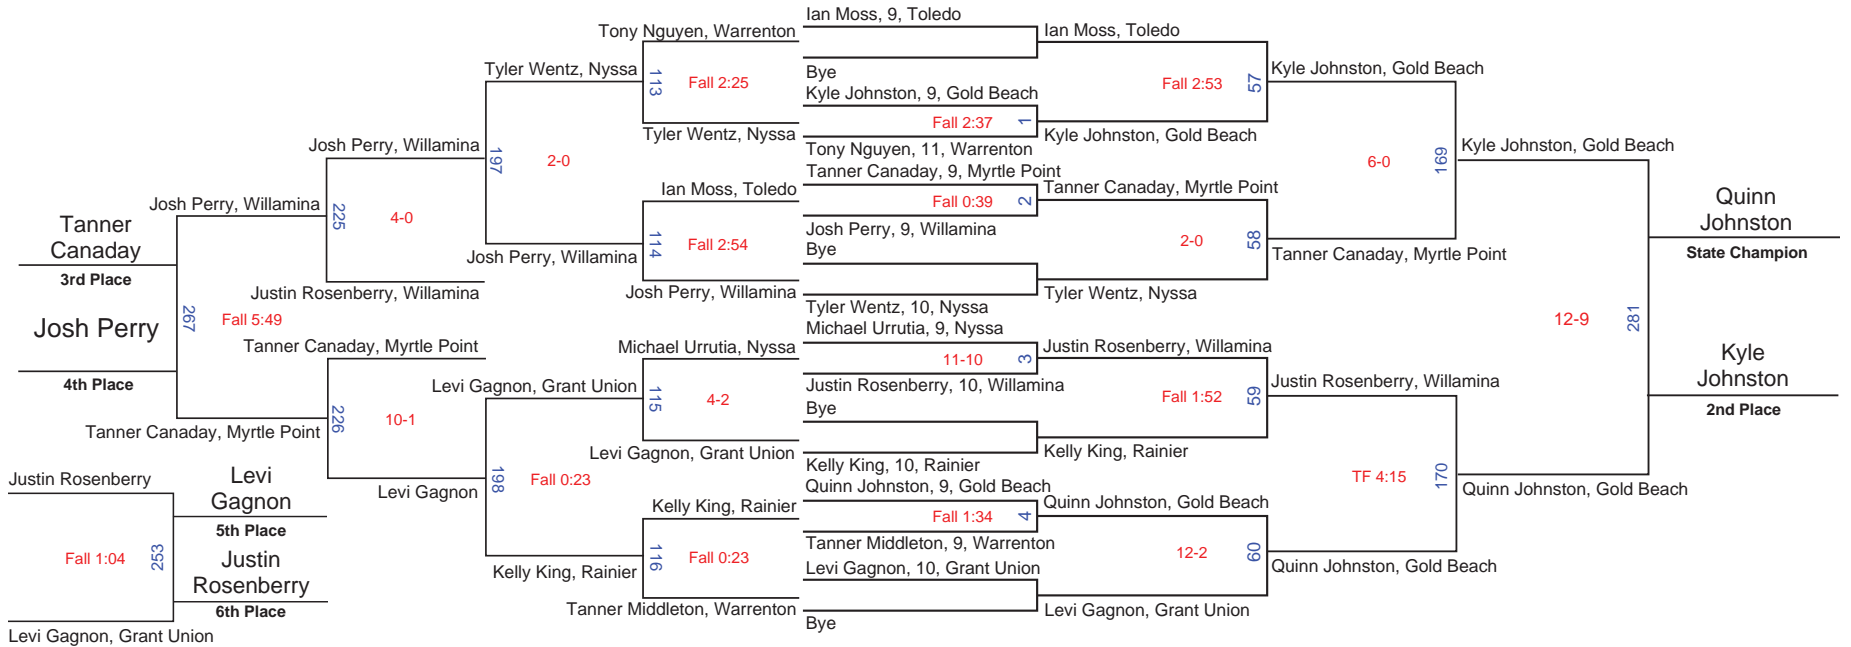 Ian Moss, 9, Toledo
Tony Nguyen, Warrenton
Ian Moss, Toledo
Tyler Wentz, Nyssa
113
Fall 2:25
Bye
Fall 2:53
57
Kyle Johnston, Gold Beach
Kyle Johnston, 9, Gold Beach
Fall 2:37
1
Tyler Wentz, Nyssa
Kyle Johnston, Gold Beach
Josh Perry, Willamina
197
2-0
Tony Nguyen, 11, Warrenton
6-0
169
Kyle Johnston, Gold Beach
Tanner Canaday, 9, Myrtle Point
Ian Moss, Toledo
Tanner Canaday, Myrtle Point
Fall 0:39
2
Josh Perry, Willamina
225
4-0
Quinn
Johnston
State Champion
Tanner
Canaday
3rd Place
Josh Perry, 9, Willamina
114
Fall 2:54
2-0
58
Bye
Josh Perry, Willamina
Tanner Canaday, Myrtle Point
Justin Rosenberry, Willamina
Josh Perry, Willamina
Tyler Wentz, Nyssa
Tyler Wentz, 10, Nyssa
267
Fall 5:49
Josh Perry
4th Place
Michael Urrutia, 9, Nyssa
12-9
281
Tanner Canaday, Myrtle Point
Michael Urrutia, Nyssa
11-10
3
Justin Rosenberry, Willamina
Kyle
Johnston
2nd Place
Levi Gagnon, Grant Union
115
4-2
Justin Rosenberry, 10, Willamina
Fall 1:52
59
Justin Rosenberry, Willamina
Bye
226
10-1
Tanner Canaday, Myrtle Point
Levi Gagnon, Grant Union
Kelly King, Rainier
Kelly King, 10, Rainier
Justin Rosenberry
Levi
Gagnon
5th Place
Levi Gagnon
198
Fall 0:23
Quinn Johnston, 9, Gold Beach
TF 4:15
170
Quinn Johnston, Gold Beach
Kelly King, Rainier
Fall 1:34
4
Quinn Johnston, Gold Beach
Tanner Middleton, 9, Warrenton
Fall 1:04
253
Justin
Rosenberry
6th Place
116
Fall 0:23
12-2
60
Kelly King, Rainier
Levi Gagnon, 10, Grant Union
Quinn Johnston, Gold Beach
Tanner Middleton, Warrenton
Levi Gagnon, Grant Union
Bye
Levi Gagnon, Grant Union